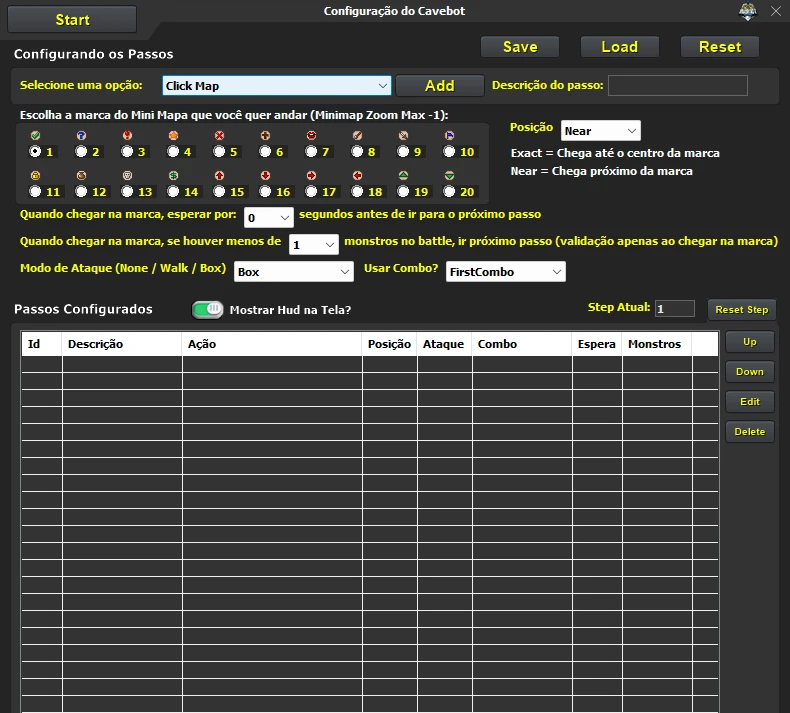 Start
Configuração do Cavebot
Configurando os Passos
Save
Load
Reset
Selecione uma opção:
Click Map
Add
Descrição do passo:
Escolha a marca do Mini Mapa que você quer andar (Minimap Zoom Max -1):
1 2 3 4 5 6 7 8 9 10
11 12 13 14 15 16 17 18 19 20
Posição
Near
Exact = Chega até o centro da marca
Near = Chega próximo da marca
Quando chegar na marca, esperar por: 0 segundos antes de ir para o próximo passo
Quando chegar na marca, se houver menos de 1 monstros no battle, ir próximo passo (validação apenas ao chegar na marca)
Modo de Ataque (None / Walk / Box) Box Usar Combo? FirstCombo
Passos Configurados
Mostrar Hud na Tela?
Step Atual: 1
Reset Step
Id Descrição Ação Posição Ataque Combo Espera Monstros
Up
Down
Edit
Delete